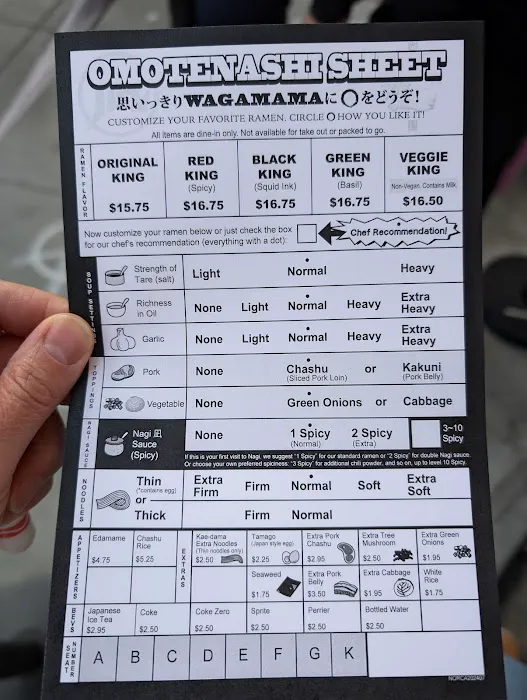 OMOTENASHI SHEET
思いっきりWAGAMAMAに〇をどうぞ!
CUSTOMIZE YOUR FAVORITE RAMEN. CIRCLE O HOW YOU LIKE IT!
All items are dine-in only. Not available for take out or packed to go.
RAMEN FLAVOR
ORIGINAL KING
$15.75
RED KING
(Spicy)
$16.75
BLACK KING
(Squid Ink)
$16.75
GREEN KING
(Basil)
$16.75
VEGGIE KING
Non-Vegan. Contains Milk.
$16.50
Now customize your ramen below or just check the box
for our chef's recommendation (everything with a dot):
Chef Recommendation!
SOUP SETTING
Strength of Tare (salt)
Light Normal Heavy
Richness in Oil
None Light Normal Heavy Extra Heavy
Garlic
None Light Normal Heavy Extra Heavy
TOPPINGS
Pork
None Chashu or Kakuni
(Sliced Pork Loin) (Pork Belly)
Vegetable
None Green Onions or Cabbage
NAGI SAUCE
Nagi 凪 Sauce (Spicy)
None 1 Spicy 2 Spicy 3~10 Spicy
(Normal) (Extra)
If this is your first visit to Nagi, we suggest "1 Spicy" for our standard ramen or "2 Spicy" for double Nagi sauce.
Or choose your own preferred spiciness: "3 Spicy" for additional chili powder, and so on, up to level 10 Spicy.
NOODLES
Thin
(*contains egg)
or
Thick
Extra Firm Firm Normal Soft Extra Soft
Firm Normal
APPETIZERS
Edamame
$4.75
Chashu Rice
$5.25
EXTRAS
Kae-dama
Extra Noodles
(Thin noodles only)
$2.50
Tamago
(Japan style egg)
$2.25
Extra Pork Chashu
$2.95
Extra Tree Mushroom
$2.50
Extra Green Onions
$1.95
Seaweed
$1.75
Extra Pork Belly
$3.50
Extra Cabbage
$1.95
White Rice
$1.75
BEVS
Japanese Ice Tea
$2.95
Coke
$2.50
Coke Zero
$2.50
Sprite
$2.50
Perrier
$2.50
Bottled Water
$2.50
SEAT NUMBER
A B C D E F G K